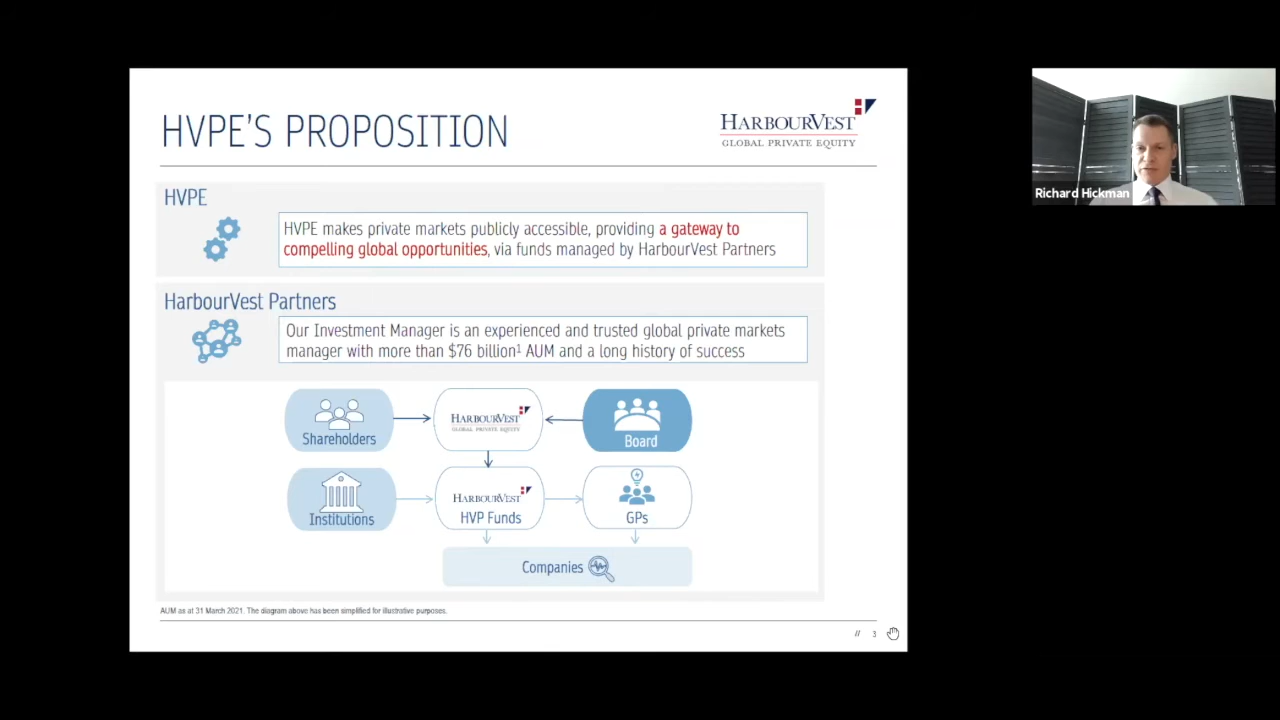 HVPE'S PROPOSITION
HARBOURVEST
GLOBAL PRIVATE EQUITY
HVPE
HVPE makes private markets publicly accessible, providing a gateway to
compelling global opportunities, via funds managed by HarbourVest Partners
HarbourVest Partners
Our Investment Manager is an experienced and trusted global private markets
manager with more than $76 billion¹ AUM and a long history of success
Shareholders
HARBOURVEST
GLOBAL PRIVATE EQUITY
Board
Institutions
HARBOURVEST
HVP Funds
GPs
Companies
AUM as at 31 March 2021. The diagram above has been simplified for illustrative purposes.
// 3
Richard Hickman